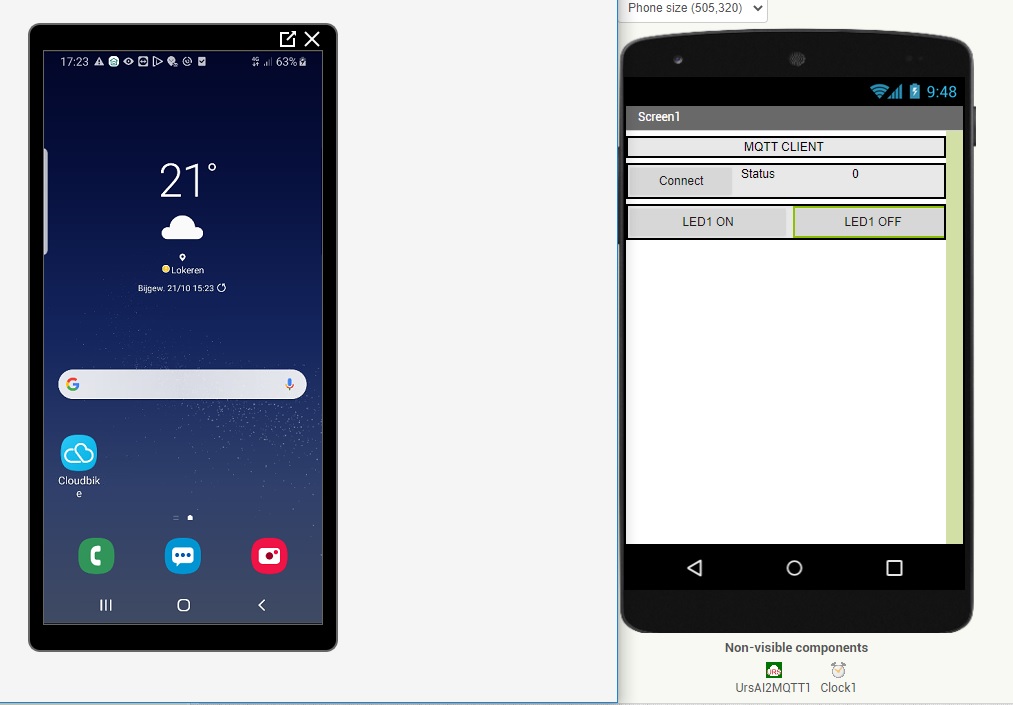 Phone size (505,320)
17:23
63%
21°
Lokeren
Bijgew. 21/10 15:23
Cloudbik
e
9:48
Screen1
MQTT CLIENT
Connect
Status
0
LED1 ON
LED1 OFF
Non-visible components
UrsAI2MQTT1
Clock1